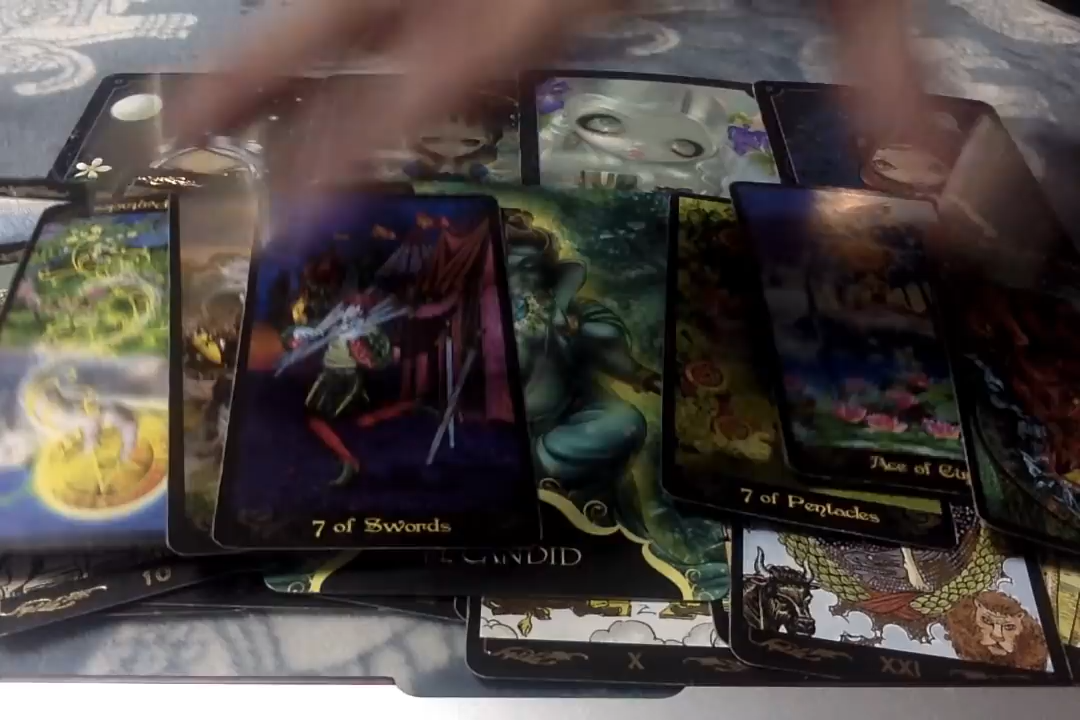 7 of Swords
Ace of Cu
7 of Pentacles
CANDID
10
X
XXI